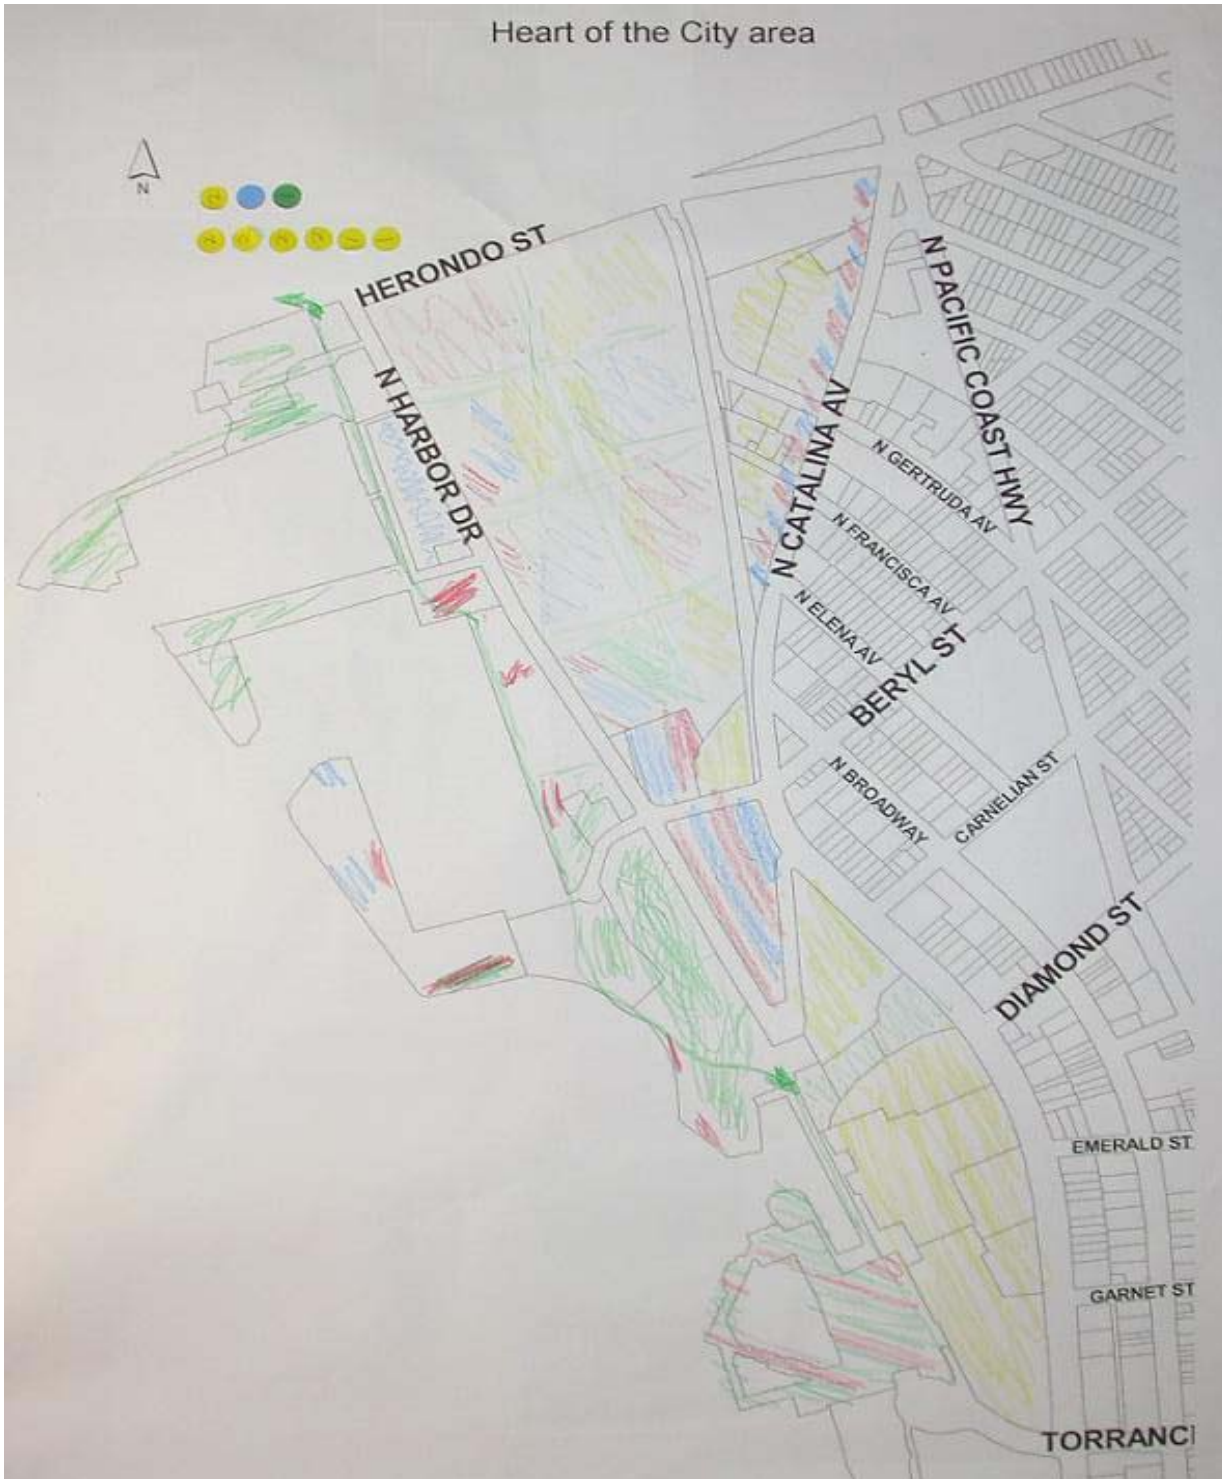 Heart of the City area
N
HERONDO ST
N HARBOR DR
N PACIFIC COAST HWY
N CATALINA AV
N GERTRUDA AV
N FRANCISCA AV
N ELENA AV
BERYL ST
N BROADWAY
CARNELIAN ST
DIAMOND ST
EMERALD ST
GARNET ST
TORRANC